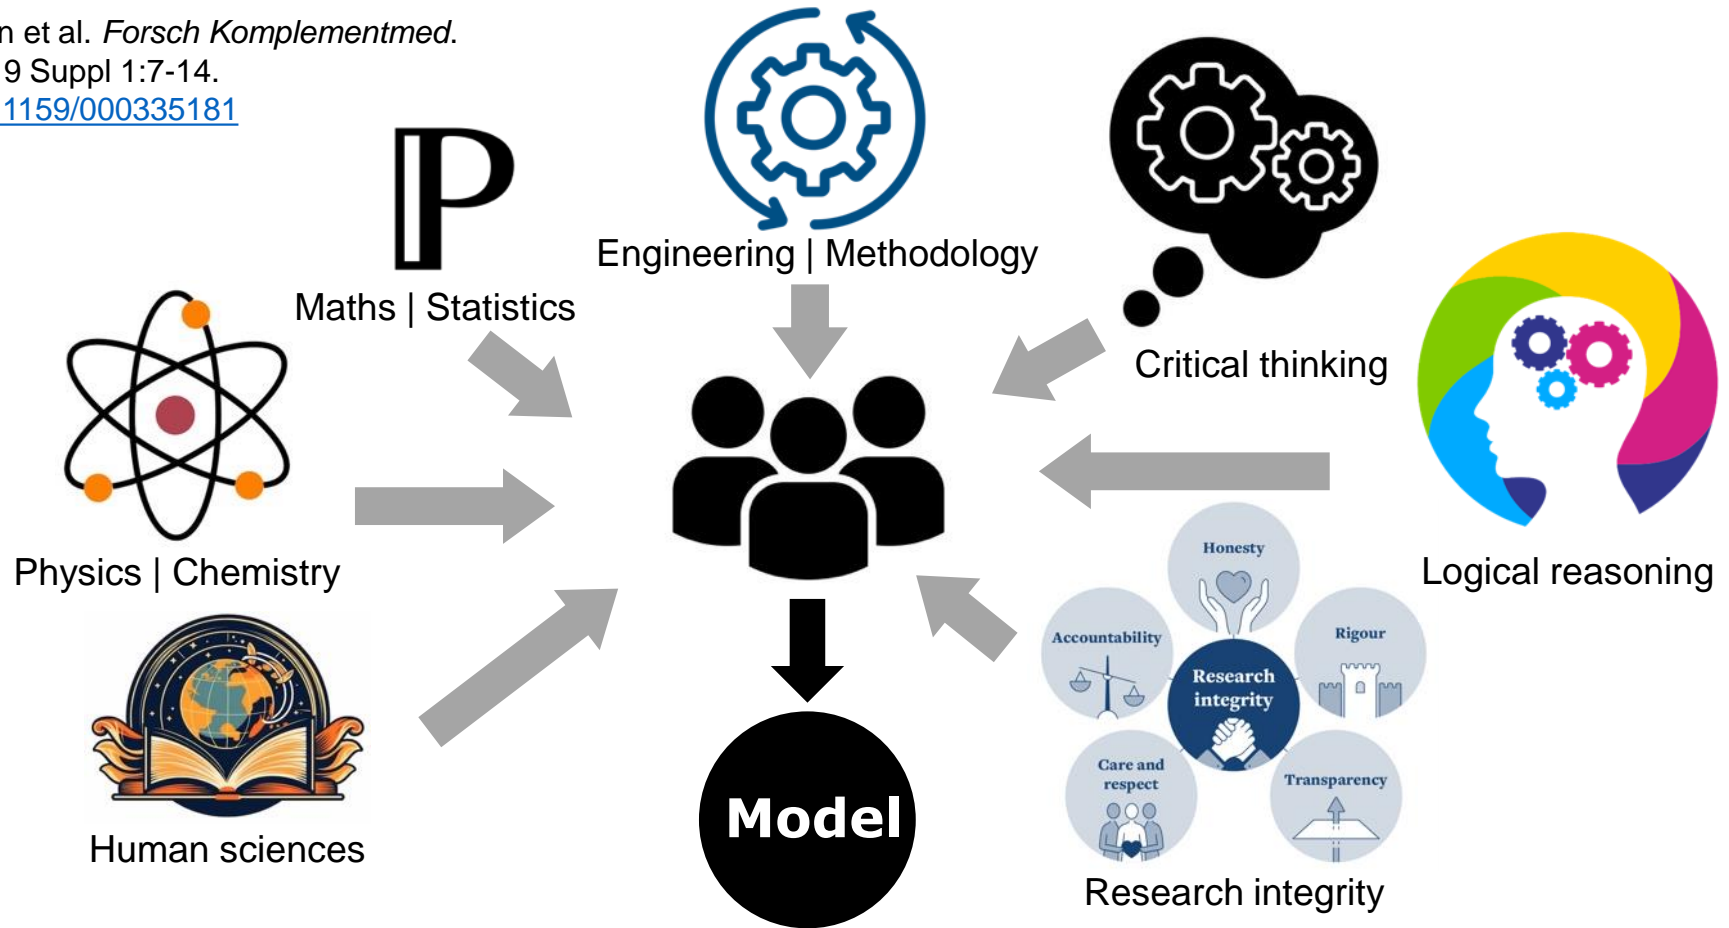 n et al. Forsch Komplementmed.
9 Suppl 1:7-14.
1159/000335181
ℙ
Engineering | Methodology
Maths | Statistics
Critical thinking
Physics | Chemistry
Logical reasoning
Honesty
Accountability
Rigour
Research
integrity
Care and
respect
Transparency
Human sciences
Model
Research integrity